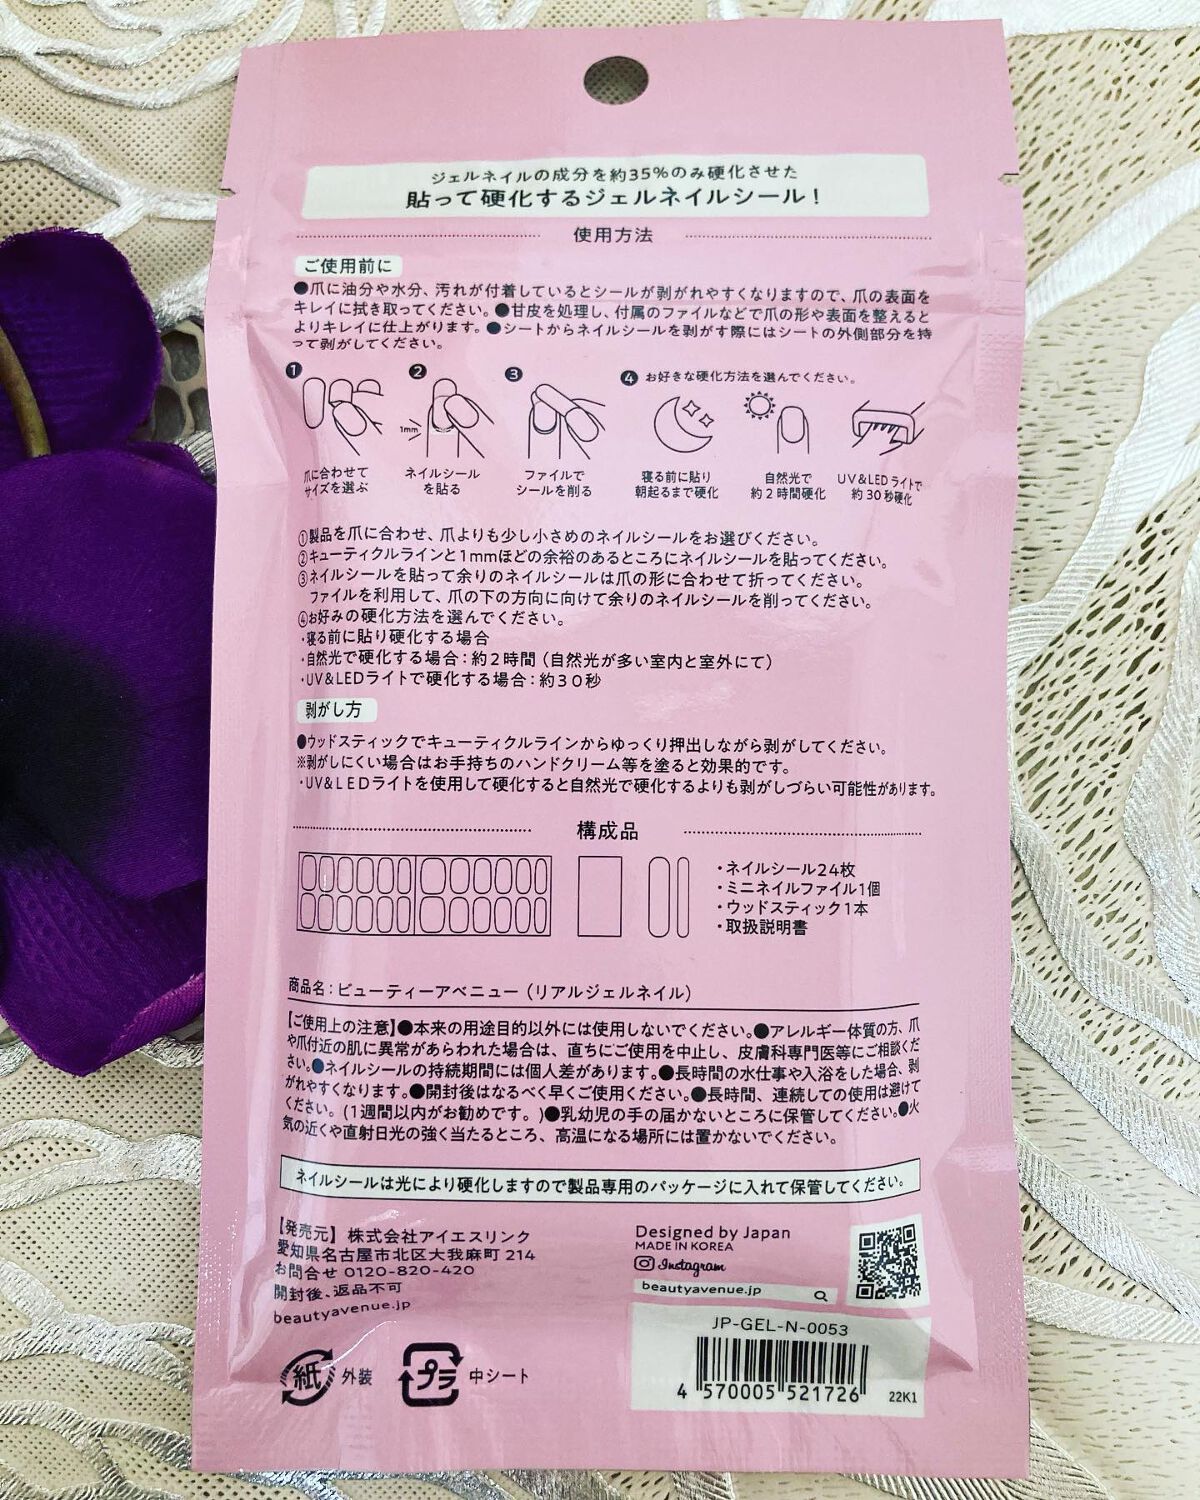 ジェルネイルの成分を約35%のみ硬化させた
貼って硬化するジェルネイルシール!
使用方法
ご使用前に
●爪に油分や水分、汚れが付着しているとシールが剥がれやすくなりますので、爪の表面を
キレイに拭き取ってください。●甘皮を処理し、付属のファイルなどで爪の形や表面を整えると
よりキレイに仕上がります。●シートからネイルシールを剥がす際にはシートの外側部分を持
って剥がしてください。
❶
❷
❸
❹ お好きな硬化方法を選んでください。
1mm
爪に合わせて
サイズを選ぶ
ネイルシール
を貼る
ファイルで
シールを削る
寝る前に貼り
朝起るまで硬化
自然光で
約2時間硬化
UV&LEDライトで
約30秒硬化
①製品を爪に合わせ、爪よりも少し小さめのネイルシールをお選びください。
②キューティクルラインと1mmほどの余裕のあるところにネイルシールを貼ってください。
③ネイルシールを貼って余りのネイルシールは爪の形に合わせて折ってください。
ファイルを利用して、爪の下の方向に向けて余りのネイルシールを削ってください。
④お好みの硬化方法を選んでください。
・寝る前に貼り硬化する場合
・自然光で硬化する場合:約2時間(自然光が多い室内と室外にて)
・UV&LEDライトで硬化する場合:約30秒
剥がし方
●ウッドスティックでキューティクルラインからゆっくり押出しながら剥がしてください。
※剥がしにくい場合はお手持ちのハンドクリーム等を塗ると効果的です。
・UV&LEDライトを使用して硬化すると自然光で硬化するよりも剥がしづらい可能性があります。
構成品
・ネイルシール24枚
・ミニネイルファイル1個
・ウッドスティック1本
・取扱説明書
商品名:ビューティーアベニュー(リアルジェルネイル)
【ご使用上の注意】●本来の用途目的以外には使用しないでください。●アレルギー体質の方、爪
や爪付近の肌に異常があらわれた場合は、直ちにご使用を中止し、皮膚科専門医等にご相談くだ
さい。●ネイルシールの持続期間には個人差があります。●長時間の水仕事や入浴をした場合、剥
がれやすくなります。●開封後はなるべく早くご使用ください。●長時間、連続しての使用は避けて
ください。(1週間以内がお勧めです。)●乳幼児の手の届かないところに保管してください。●火
気の近くや直射日光の強く当たるところ、高温になる場所には置かないでください。
ネイルシールは光により硬化しますので製品専用のパッケージに入れて保管してください。
【発売元】株式会社アイエスリンク
愛知県名古屋市北区大我麻町214
お問合せ 0120-820-420
開封後、返品不可
beautyavenue.jp
Designed by Japan
MADE IN KOREA
Instagram
beautyavenue.jp
JP-GEL-N-0053
4 570005 521726
22K1
紙 外装
プラ 中シート